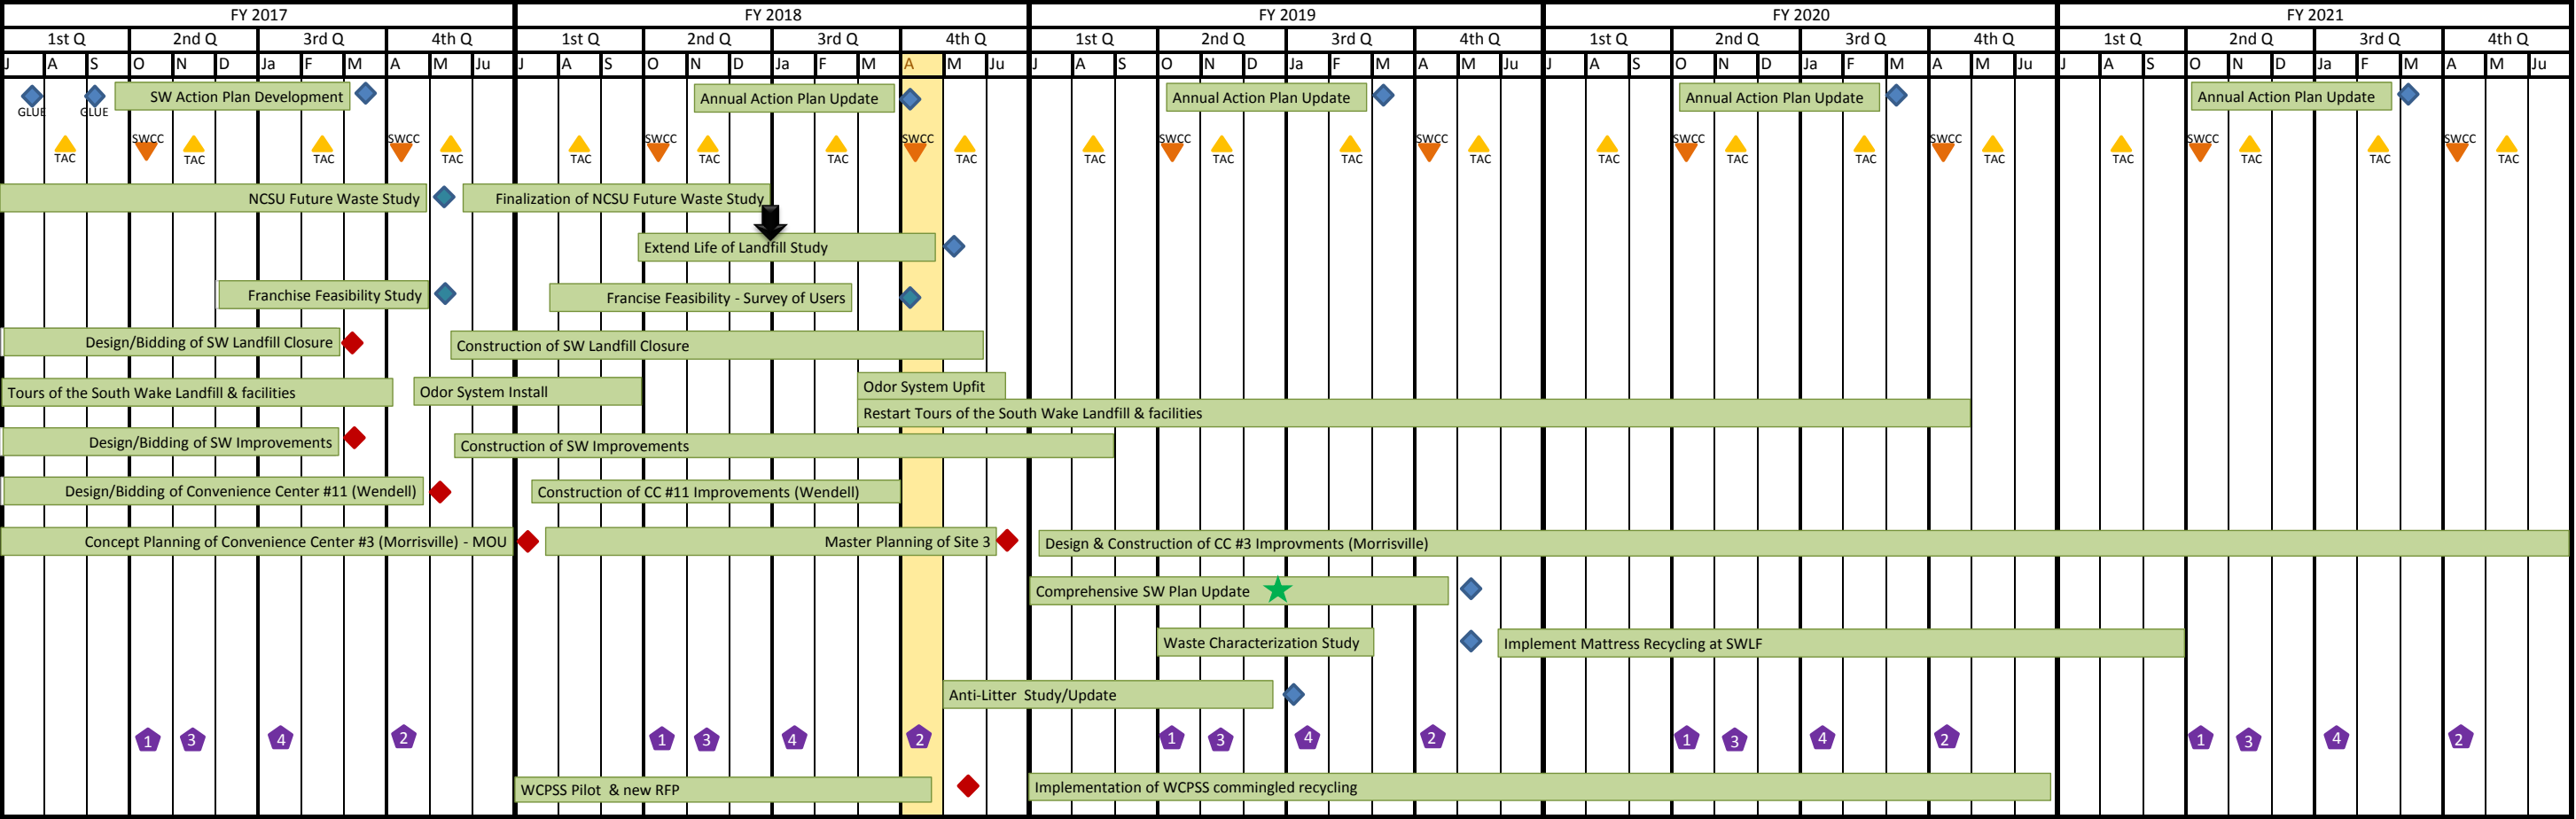 FY 2017 FY 2018 FY 2019 FY 2020 FY 2021
1st Q 2nd Q 3rd Q 4th Q 1st Q 2nd Q 3rd Q 4th Q 1st Q 2nd Q 3rd Q 4th Q 1st Q 2nd Q 3rd Q 4th Q 1st Q 2nd Q 3rd Q 4th Q
J A S O N D Ja F M A M Ju J A S O N D Ja F M A M Ju J A S O N D Ja F M A M Ju J A S O N D Ja F M A M Ju J A S O N D Ja F M A M Ju
SW Action Plan Development Annual Action Plan Update Annual Action Plan Update Annual Action Plan Update Annual Action Plan Update
GLUE GLUE
SWCC SWCC SWCC SWCC SWCC SWCC SWCC SWCC SWCC SWCC
TAC TAC TAC TAC TAC TAC TAC TAC TAC TAC TAC TAC TAC TAC TAC TAC TAC TAC TAC TAC
NCSU Future Waste Study Finalization of NCSU Future Waste Study
Extend Life of Landfill Study
Franchise Feasibility Study Francise Feasibility - Survey of Users
Design/Bidding of SW Landfill Closure Construction of SW Landfill Closure
Tours of the South Wake Landfill & facilities Odor System Install Odor System Upfit
Restart Tours of the South Wake Landfill & facilities
Design/Bidding of SW Improvements Construction of SW Improvements
Design/Bidding of Convenience Center #11 (Wendell) Construction of CC #11 Improvements (Wendell)
Concept Planning of Convenience Center #3 (Morrisville) - MOU Master Planning of Site 3 Design & Construction of CC #3 Improvments (Morrisville)
Comprehensive SW Plan Update
Waste Characterization Study Implement Mattress Recycling at SWLF
Anti-Litter Study/Update
1 3 4 2 1 3 4 2 1 3 4 2 1 3 4 2 1 3 4 2
WCPSS Pilot & new RFP Implementation of WCPSS commingled recycling